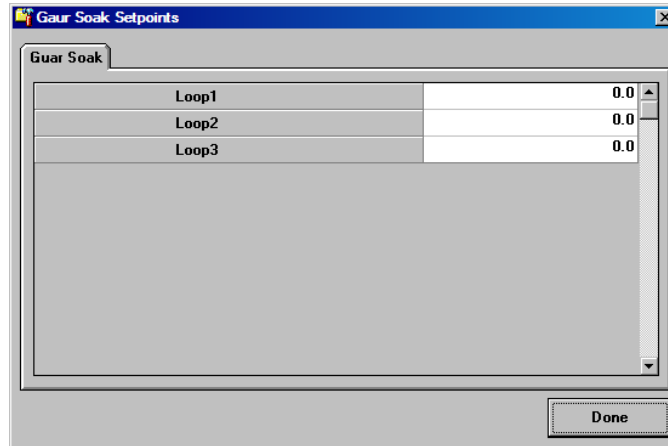 Gaur Soak Setpoints
Guar Soak
Loop1 0.0
Loop2 0.0
Loop3 0.0
Done